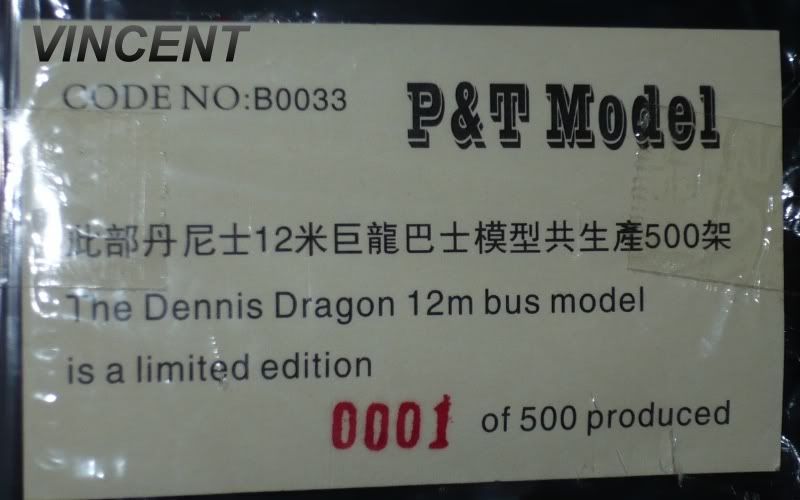 VINCENT
CODE NO:B0033
P&T Model
此部丹尼士12米巨龍巴士模型共生產500架
The Dennis Dragon 12m bus model
is a limited edition
0001 of 500 produced